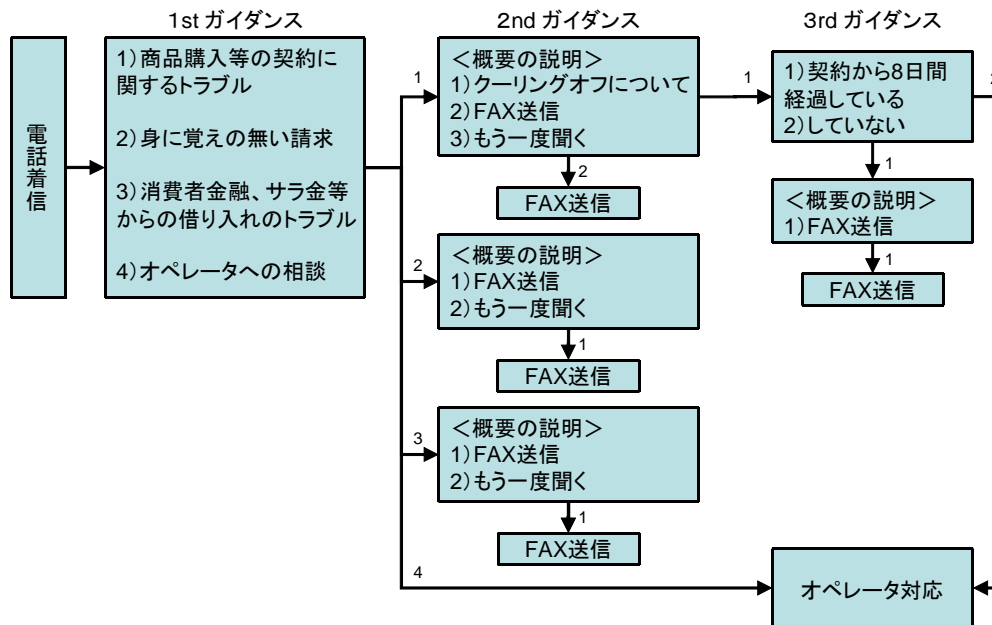 1st ガイダンス
2nd ガイダンス
3rd ガイダンス
電話着信
1)商品購入等の契約に
関するトラブル
2)身に覚えの無い請求
3)消費者金融、サラ金等
からの借り入れのトラブル
4)オペレータへの相談
1
<概要の説明>
1)クーリングオフについて
2)FAX送信
3)もう一度聞く
2
FAX送信
1
1)契約から8日間
経過している
2)していない
2
1
<概要の説明>
1)FAX送信
1
FAX送信
2
<概要の説明>
1)FAX送信
2)もう一度聞く
1
FAX送信
3
<概要の説明>
1)FAX送信
2)もう一度聞く
1
FAX送信
4
オペレータ対応